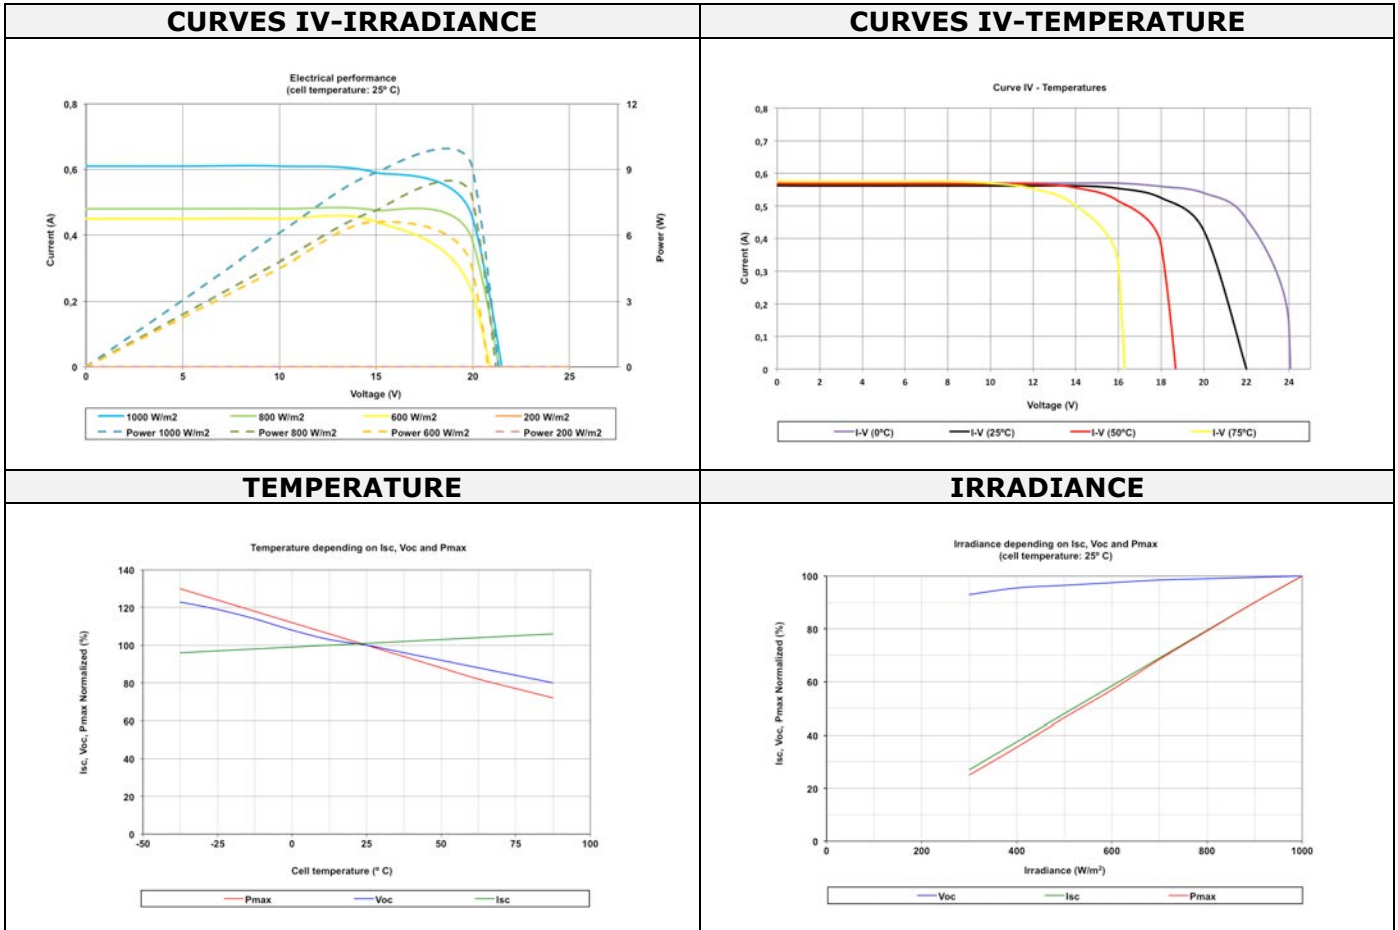 CURVES IV-IRRADIANCE
CURVES IV-TEMPERATURE
Electrical performance
(cell temperature: 25º C)
0,8
0,6
0,4
0,2
0
12
9
6
3
0
Current (A)
Power (W)
0 5 10 15 20 25
Voltage (V)
1000 W/m2 800 W/m2 600 W/m2 200 W/m2
Power 1000 W/m2 Power 800 W/m2 Power 600 W/m2 Power 200 W/m2
Curve IV - Temperatures
0,8
0,7
0,6
0,5
0,4
0,3
0,2
0,1
0
Current (A)
0 2 4 6 8 10 12 14 16 18 20 22 24
Voltage (V)
I-V (0ºC) I-V (25ºC) I-V (50ºC) I-V (75ºC)
TEMPERATURE
IRRADIANCE
Temperature depending on Isc, Voc and Pmax
140
120
100
80
60
40
20
0
Isc, Voc, Pmax Normalized (%)
-50 -25 0 25 50 75 100
Cell temperature (º C)
Pmax Voc Isc
Irradiance depending on Isc, Voc and Pmax
(cell temperature: 25º C)
100
80
60
40
20
0
Isc, Voc, Pmax Normalized (%)
0 200 400 600 800 1000
Irradiance (W/m²)
Voc Isc Pmax